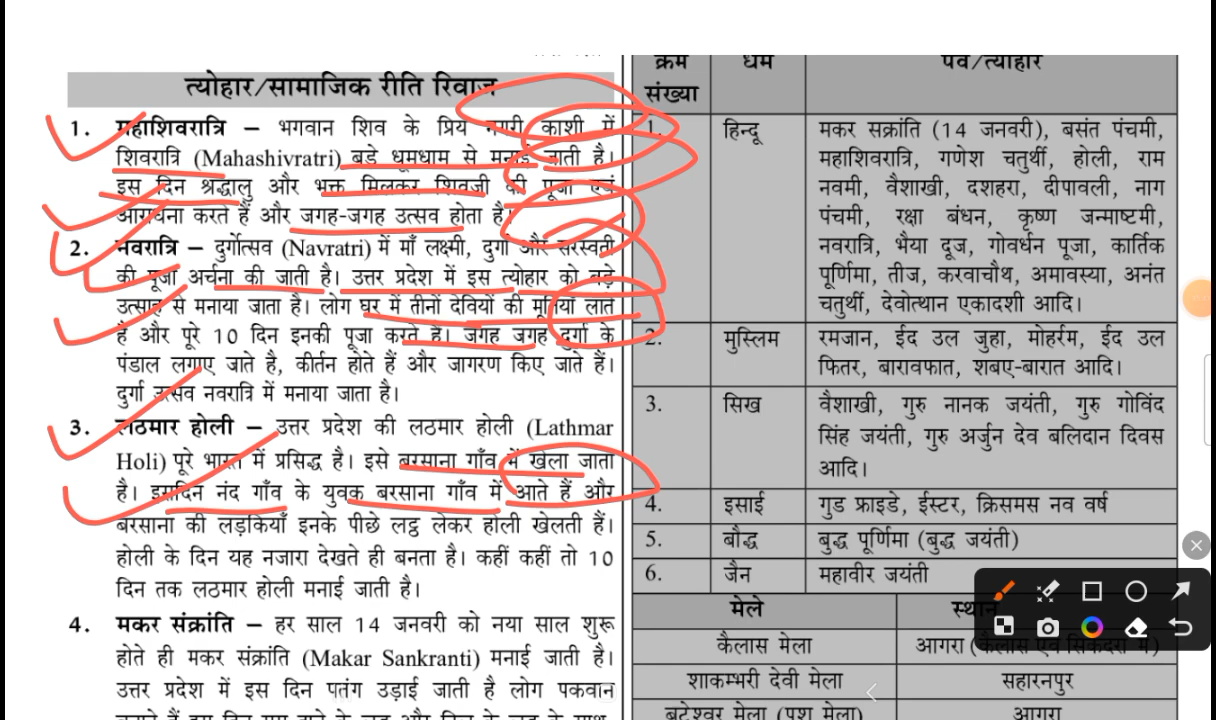 त्योहार/सामाजिक रीति रिवाज
1. महाशिवरात्रि – भगवान शिव के प्रिय नगरी काशी में
शिवरात्रि (Mahashivratri) बड़े धूमधाम से मनाई जाती है।
इस दिन श्रद्धालु और भक्त मिलकर शिवजी की पूजा एवं
आराधना करते हैं और जगह-जगह उत्सव होता है।
2. नवरात्रि – दुर्गोत्सव (Navratri) में माँ लक्ष्मी, दुर्गा और सरस्वती
की पूजा अर्चना की जाती है। उत्तर प्रदेश में इस त्योहार को बड़े
उत्साह से मनाया जाता है। लोग घर में तीनों देवियों की मूर्तियाँ लाते
हैं और पूरे 10 दिन इनकी पूजा करते हैं। जगह जगह दुर्गा के
पंडाल लगाए जाते है, कीर्तन होते हैं और जागरण किए जाते हैं।
दुर्गा उत्सव नवरात्रि में मनाया जाता है।
3. लठमार होली – उत्तर प्रदेश की लठमार होली (Lathmar
Holi) पूरे भारत में प्रसिद्ध है। इसे बरसाना गाँव में खेला जाता
है। इसदिन नंद गाँव के युवक बरसाना गाँव में आते हैं और
बरसाना की लड़कियाँ इनके पीछे लट्ठ लेकर होली खेलती हैं।
होली के दिन यह नजारा देखते ही बनता है। कहीं कहीं तो 10
दिन तक लठमार होली मनाई जाती है।
4. मकर संक्रांति – हर साल 14 जनवरी को नया साल शुरू
होते ही मकर संक्रांति (Makar Sankranti) मनाई जाती है।
उत्तर प्रदेश में इस दिन पतंग उड़ाई जाती है लोग पकवान
क्रम संख्या धर्म पर्व/त्योहार
1. हिन्दू मकर सक्रांति (14 जनवरी), बसंत पंचमी,
महाशिवरात्रि, गणेश चतुर्थी, होली, राम
नवमी, वैशाखी, दशहरा, दीपावली, नाग
पंचमी, रक्षा बंधन, कृष्ण जन्माष्टमी,
नवरात्रि, भैया दूज, गोवर्धन पूजा, कार्तिक
पूर्णिमा, तीज, करवाचौथ, अमावस्या, अनंत
चतुर्थी, देवोत्थान एकादशी आदि।
2. मुस्लिम रमजान, ईद उल जुहा, मोहर्रम, ईद उल
फितर, बारावफात, शबए-बारात आदि।
3. सिख वैशाखी, गुरु नानक जयंती, गुरु गोविंद
सिंह जयंती, गुरु अर्जुन देव बलिदान दिवस
आदि।
4. इसाई गुड फ्राइडे, ईस्टर, क्रिसमस नव वर्ष
5. बौद्ध बुद्ध पूर्णिमा (बुद्ध जयंती)
6. जैन महावीर जयंती
मेले स्थान
कैलास मेला आगरा (कैलास एवं सिकंदरा में)
शाकम्भरी देवी मेला सहारनपुर
बटेश्वर मेला (पशु मेला) आगरा